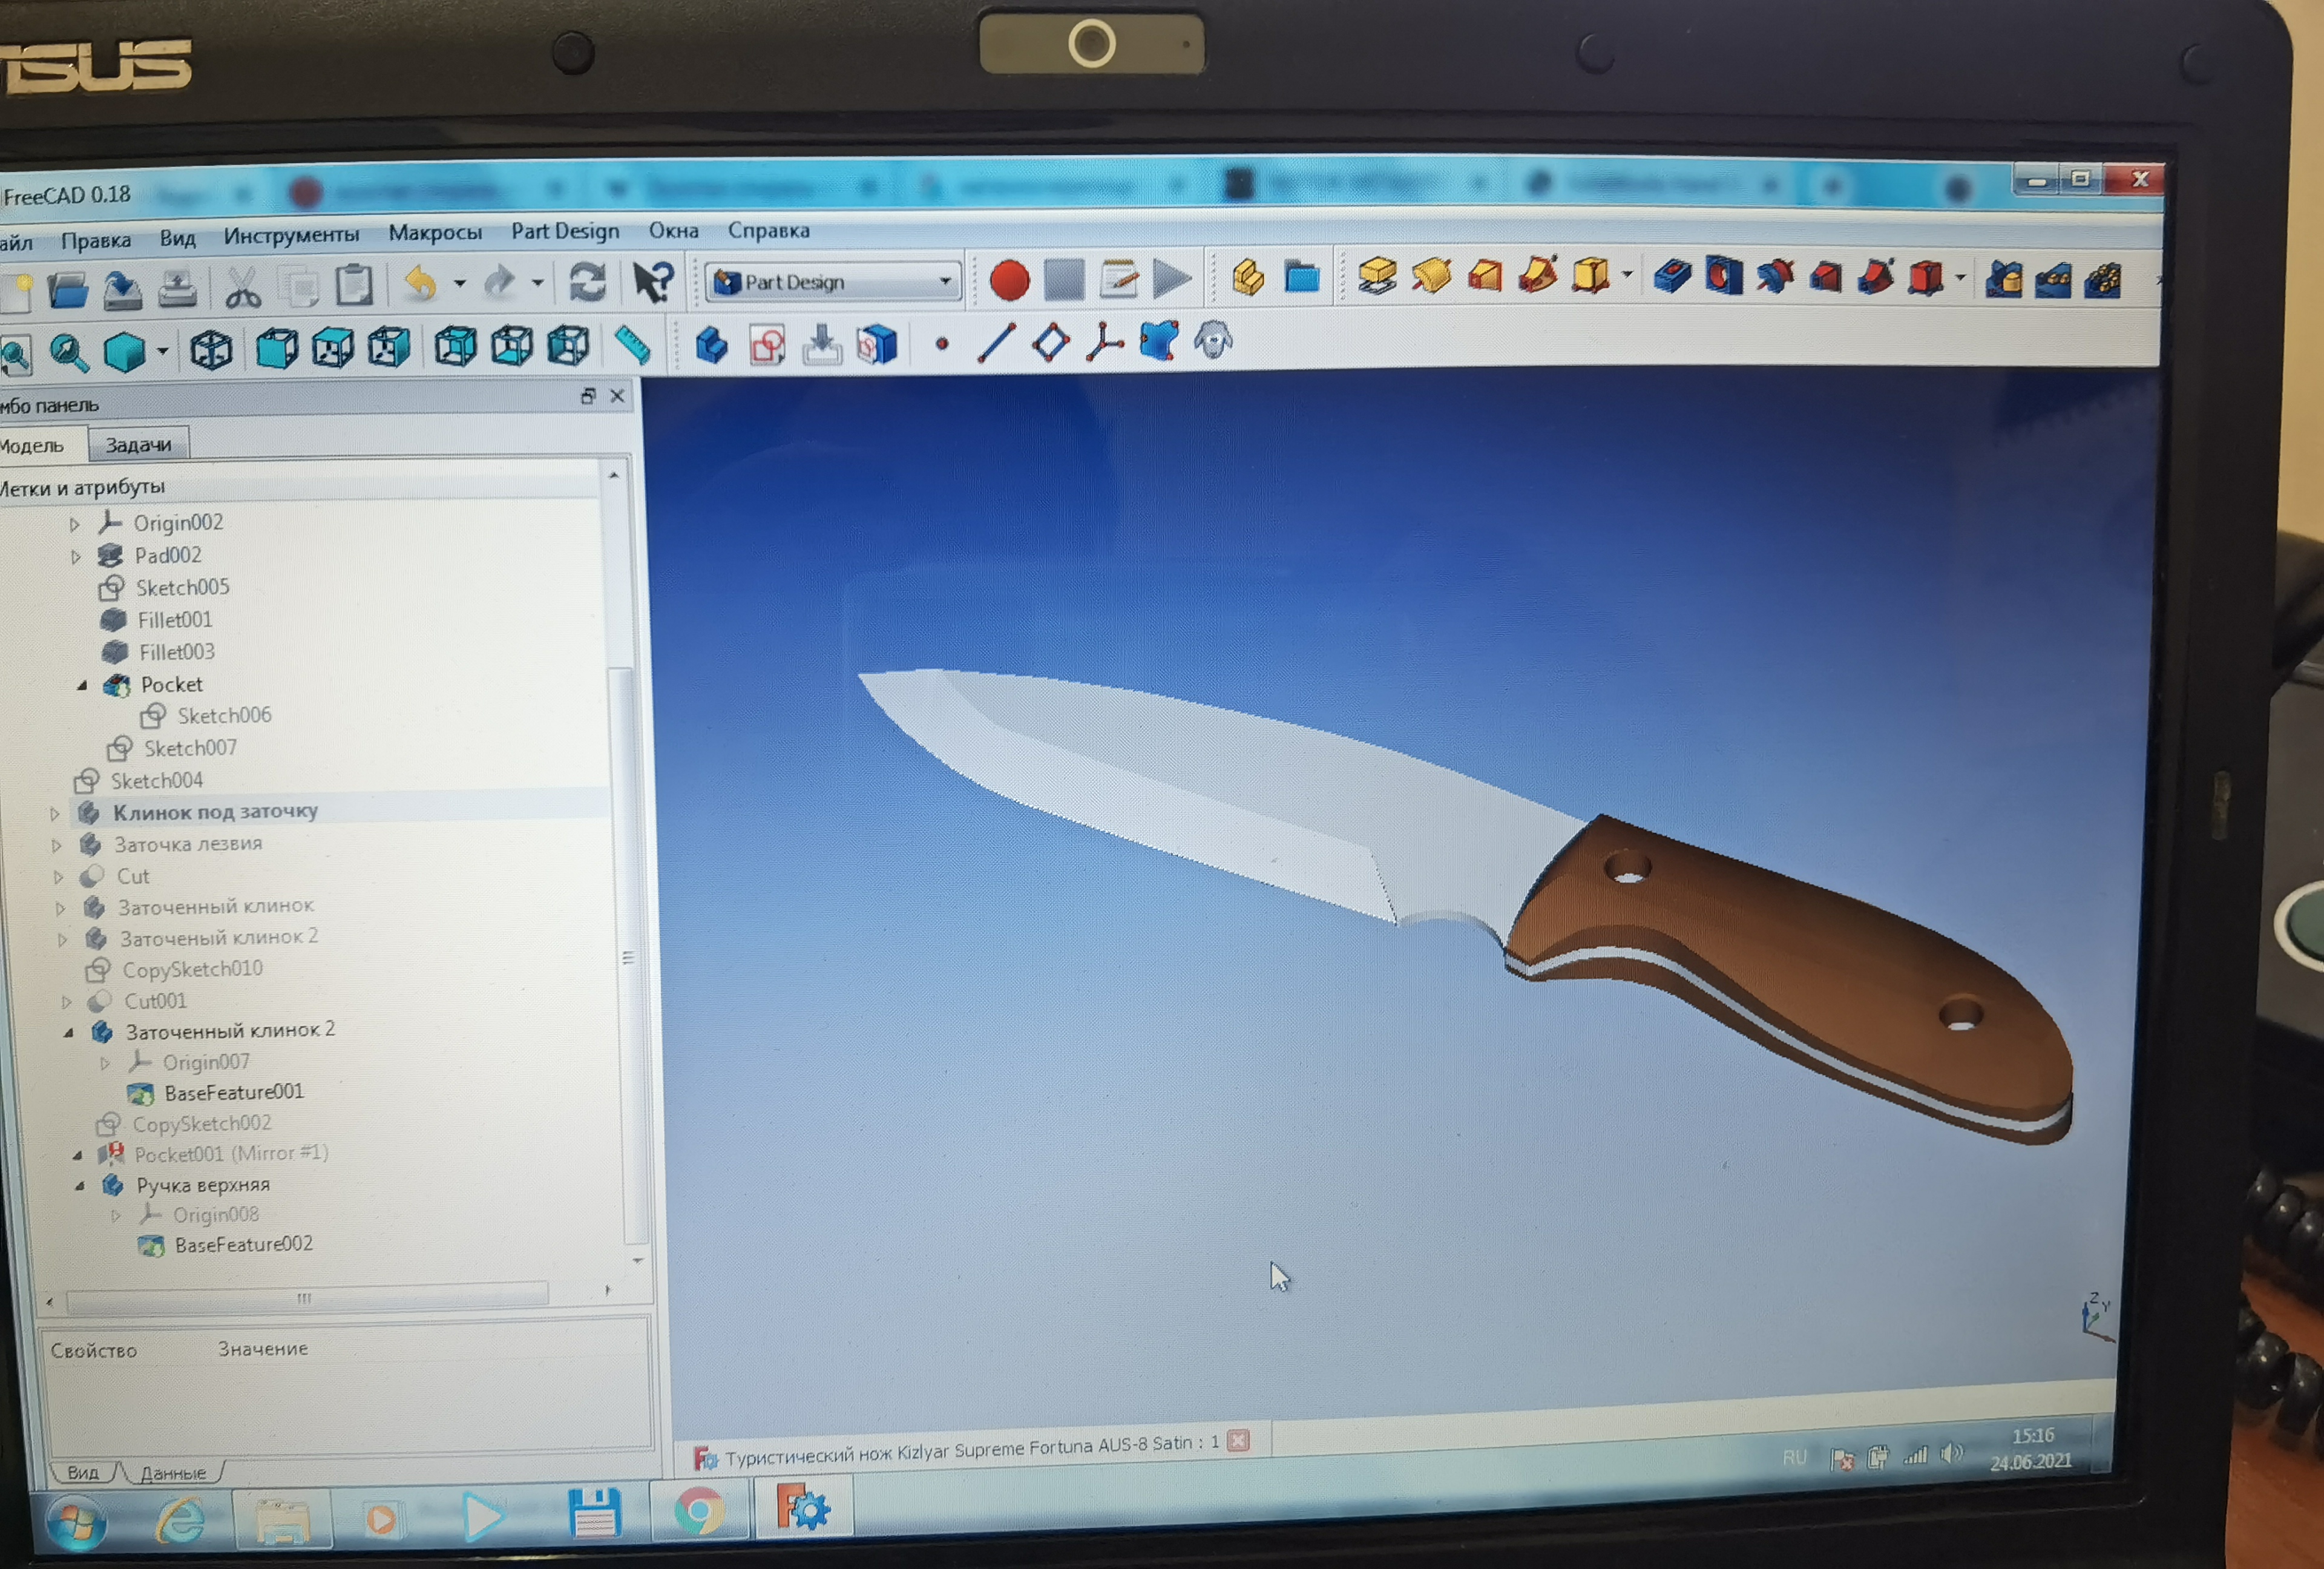 ASUS
FreeCAD 0.18
айл Правка Вид Инструменты Макросы Part Design Окна Справка
Part Design
мбо панель
Модель Задачи
Метки и атрибуты
Origin002
Pad002
Sketch005
Fillet001
Fillet003
Pocket
Sketch006
Sketch007
Sketch004
Клинок под заточку
Заточка лезвия
Cut
Заточенный клинок
Заточеный клинок 2
CopySketch010
Cut001
Заточенный клинок 2
Origin007
BaseFeature001
CopySketch002
Pocket001 (Mirror #1)
Ручка верхняя
Origin008
BaseFeature002
Свойство Значение
Вид Данные
Z Y
Туристический нож Kizlyar Supreme Fortuna AUS-8 Satin : 1
RU
15:16
24.06.2021